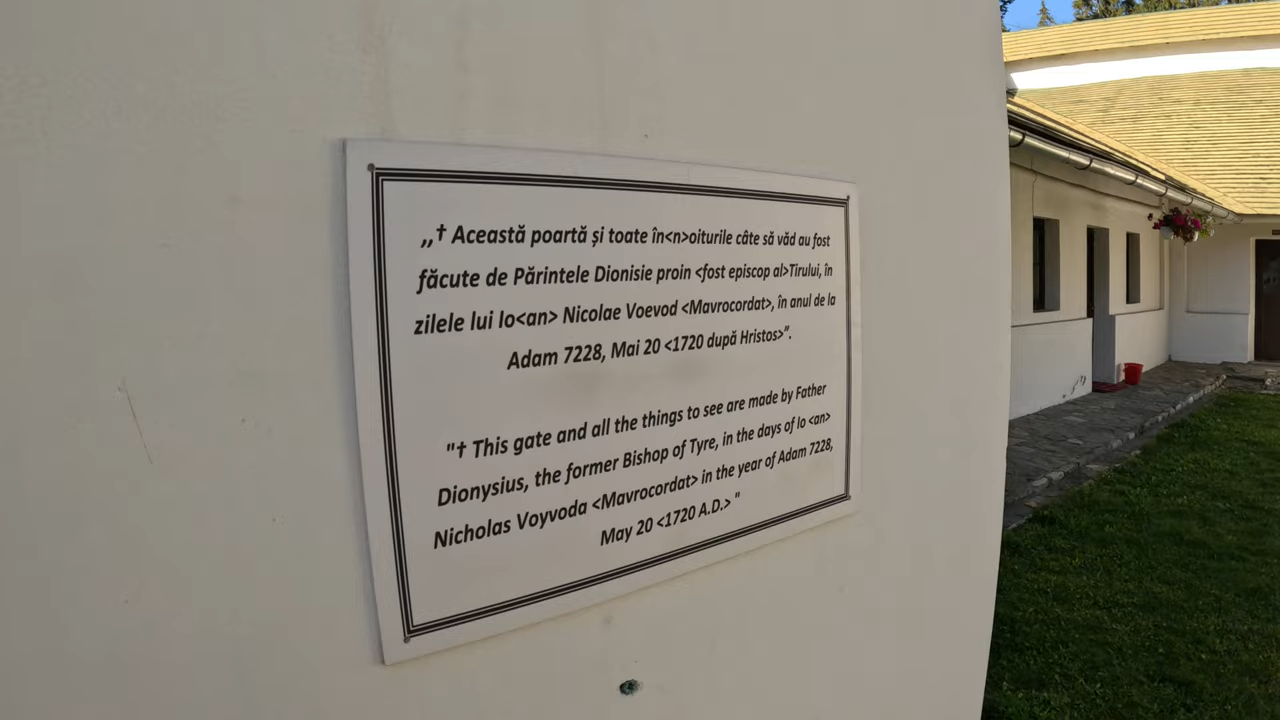 „† Această poartă și toate în<n>oiturile câte să văd au fost
făcute de Părintele Dionisie proin <fost episcop al>Tirului, în
zilele lui Io<an> Nicolae Voevod <Mavrocordat>, în anul de la
Adam 7228, Mai 20 <1720 după Hristos>”.
"† This gate and all the things to see are made by Father
Dionysius, the former Bishop of Tyre, in the days of Io <an>
Nicholas Voyvoda <Mavrocordat> in the year of Adam 7228,
May 20 <1720 A.D.> "